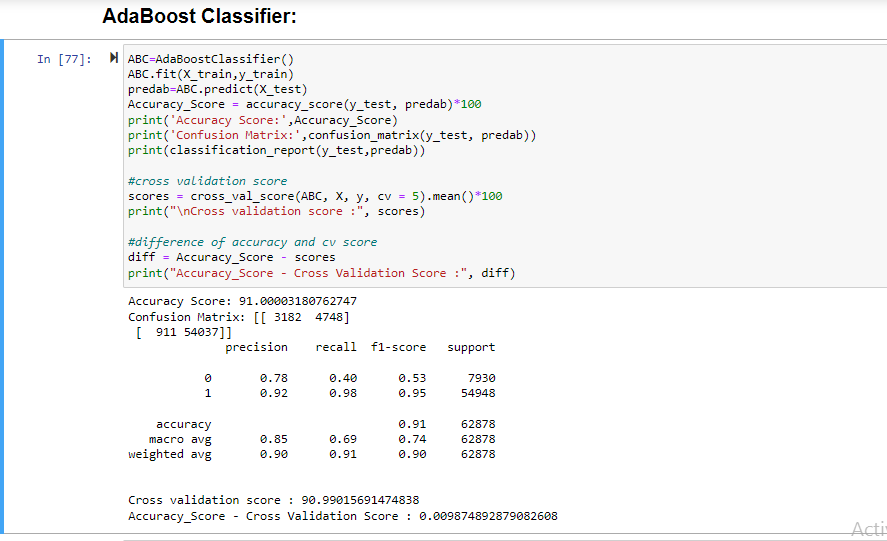 AdaBoost Classifier:
In [77]:
ABC=AdaBoostClassifier()
ABC.fit(X_train,y_train)
predab=ABC.predict(X_test)
Accuracy_Score = accuracy_score(y_test, predab)*100
print('Accuracy Score:',Accuracy_Score)
print('Confusion Matrix:',confusion_matrix(y_test, predab))
print(classification_report(y_test,predab))
#cross validation score
scores = cross_val_score(ABC, X, y, cv = 5).mean()*100
print("\nCross validation score :", scores)
#difference of accuracy and cv score
diff = Accuracy_Score - scores
print("Accuracy_Score - Cross Validation Score :", diff)
Accuracy Score: 91.00003180762747
Confusion Matrix: [[ 3182 4748]
[ 911 54037]]
precision recall f1-score support
0 0.78 0.40 0.53 7930
1 0.92 0.98 0.95 54948
accuracy 0.91 62878
macro avg 0.85 0.69 0.74 62878
weighted avg 0.90 0.91 0.90 62878
Cross validation score : 90.99015691474838
Accuracy_Score - Cross Validation Score : 0.009874892879082608